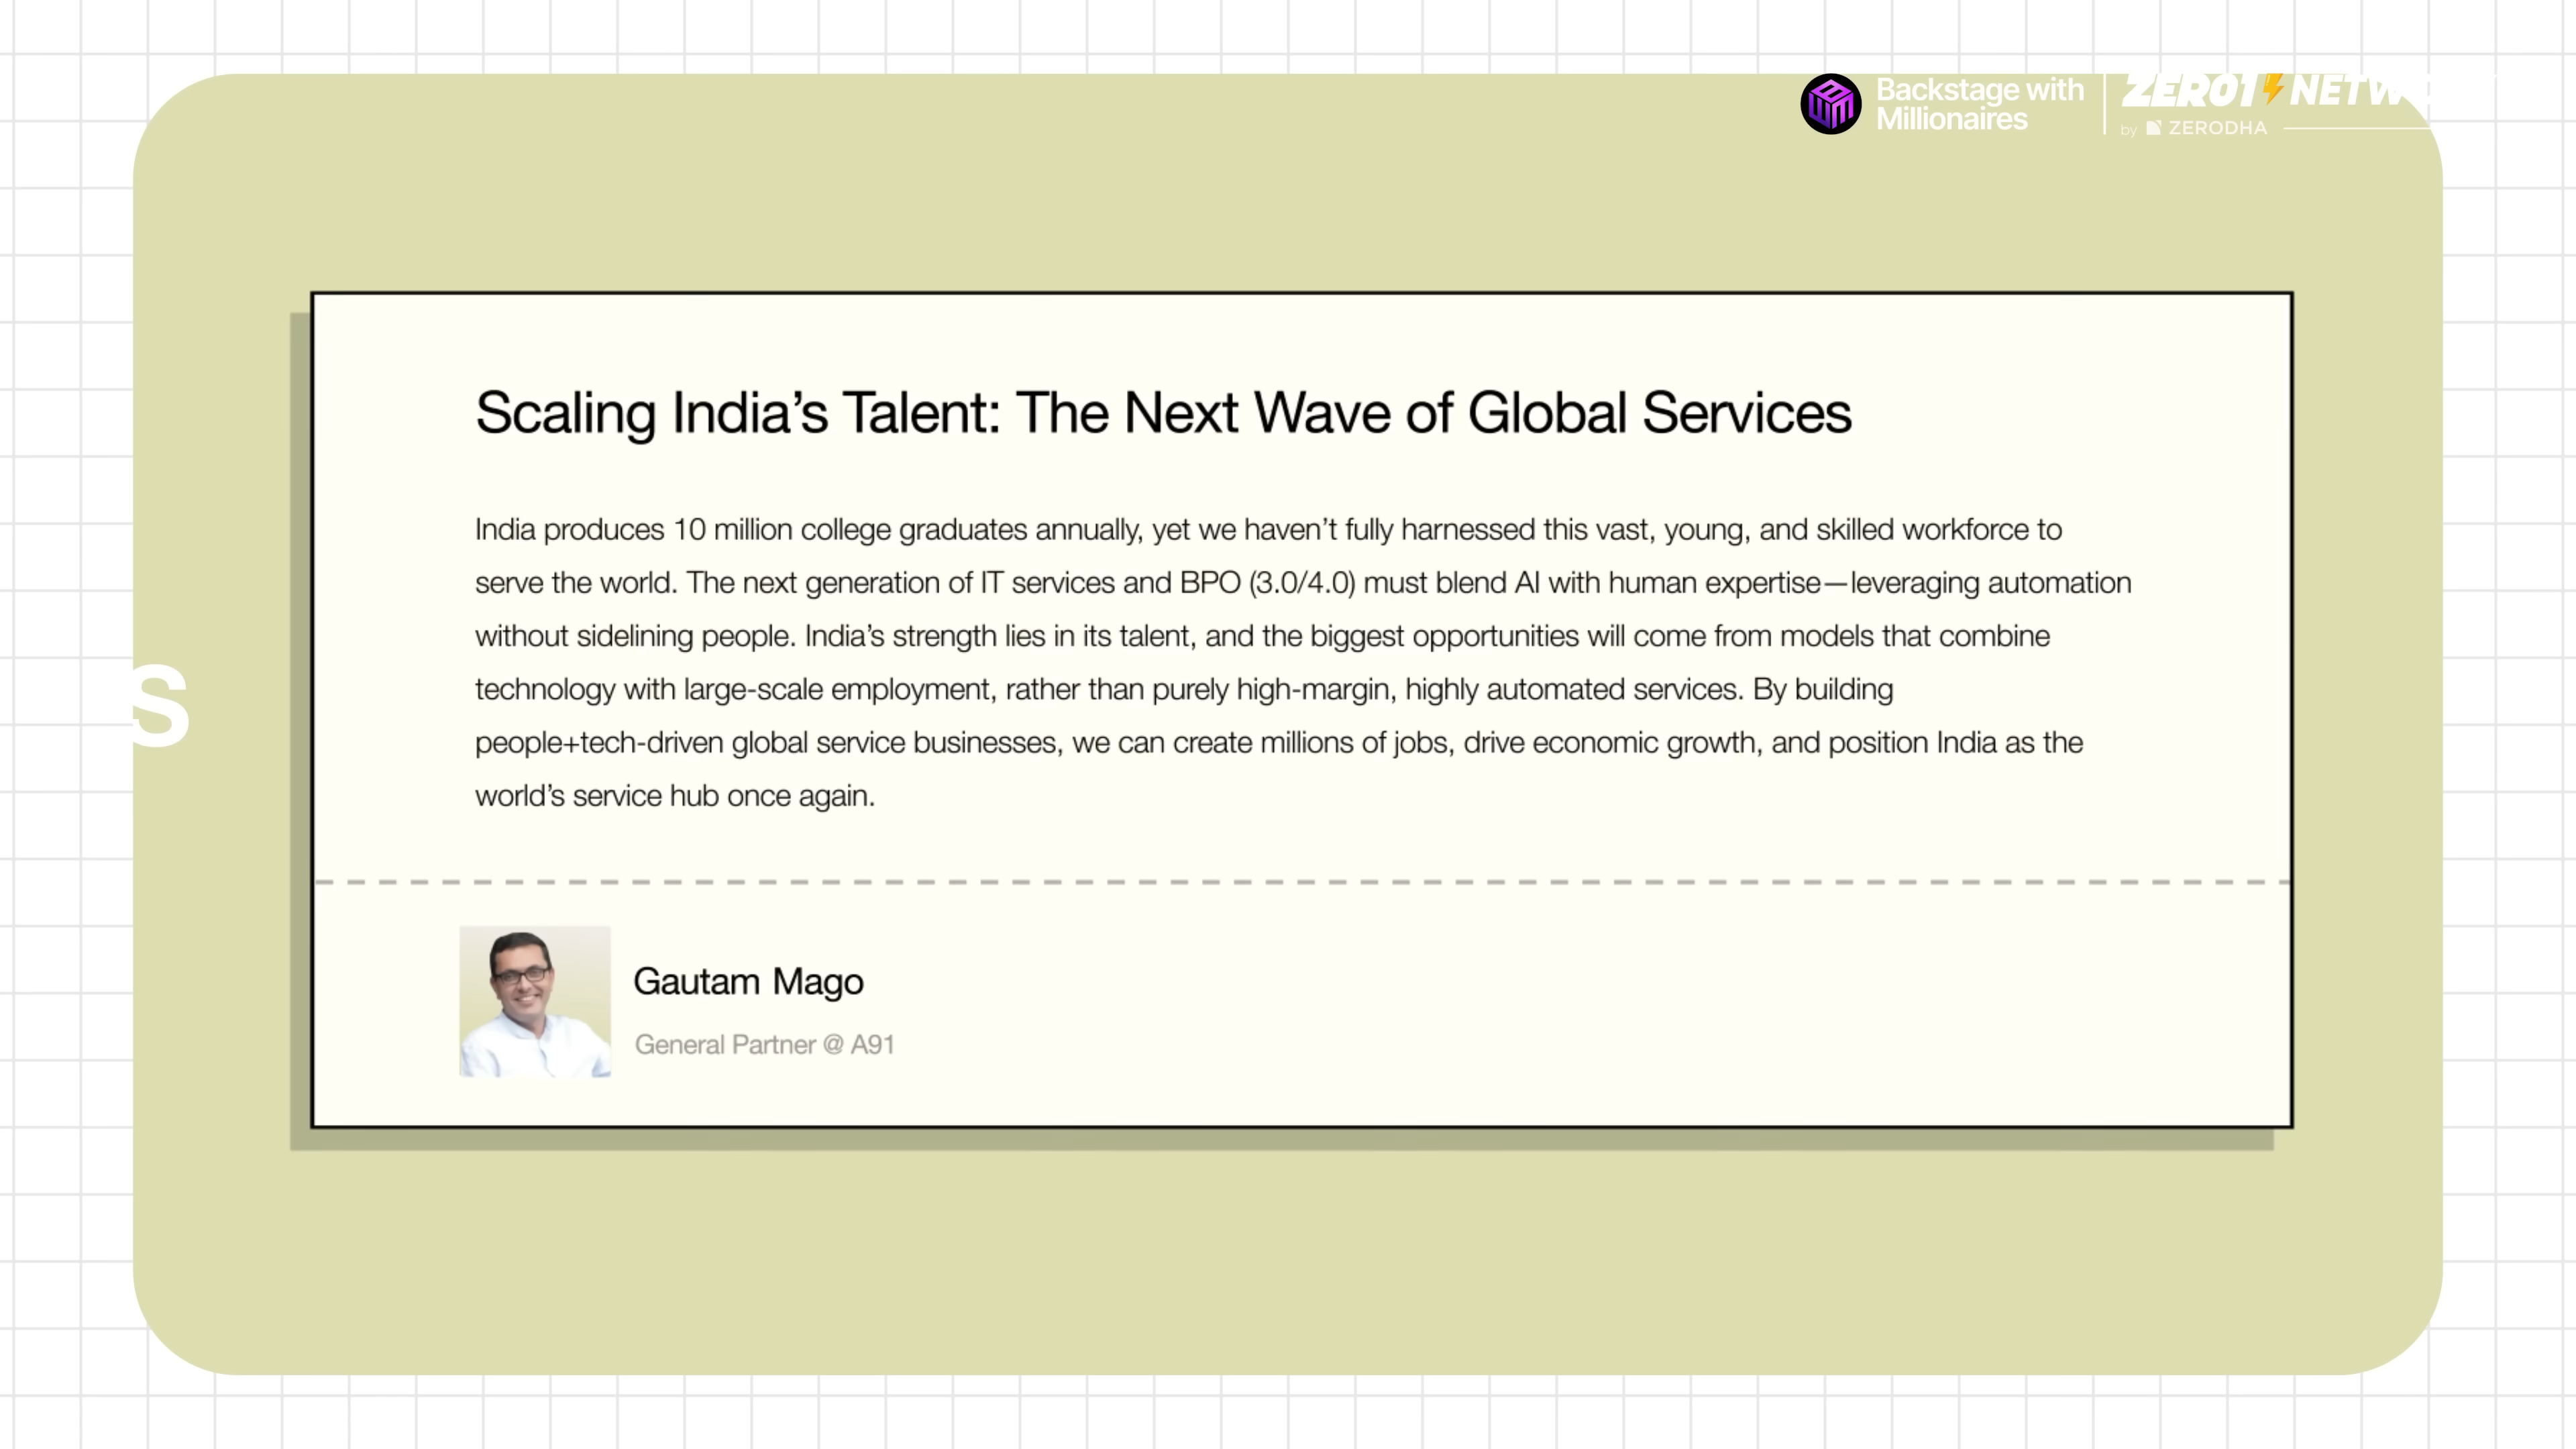 Backstage with
Millionaires
ZERO1 NETW
by ZERODHA
Scaling India’s Talent: The Next Wave of Global Services
India produces 10 million college graduates annually, yet we haven’t fully harnessed this vast, young, and skilled workforce to
serve the world. The next generation of IT services and BPO (3.0/4.0) must blend AI with human expertise—leveraging automation
without sidelining people. India’s strength lies in its talent, and the biggest opportunities will come from models that combine
technology with large-scale employment, rather than purely high-margin, highly automated services. By building
people+tech-driven global service businesses, we can create millions of jobs, drive economic growth, and position India as the
world’s service hub once again.
S
Gautam Mago
General Partner @ A91